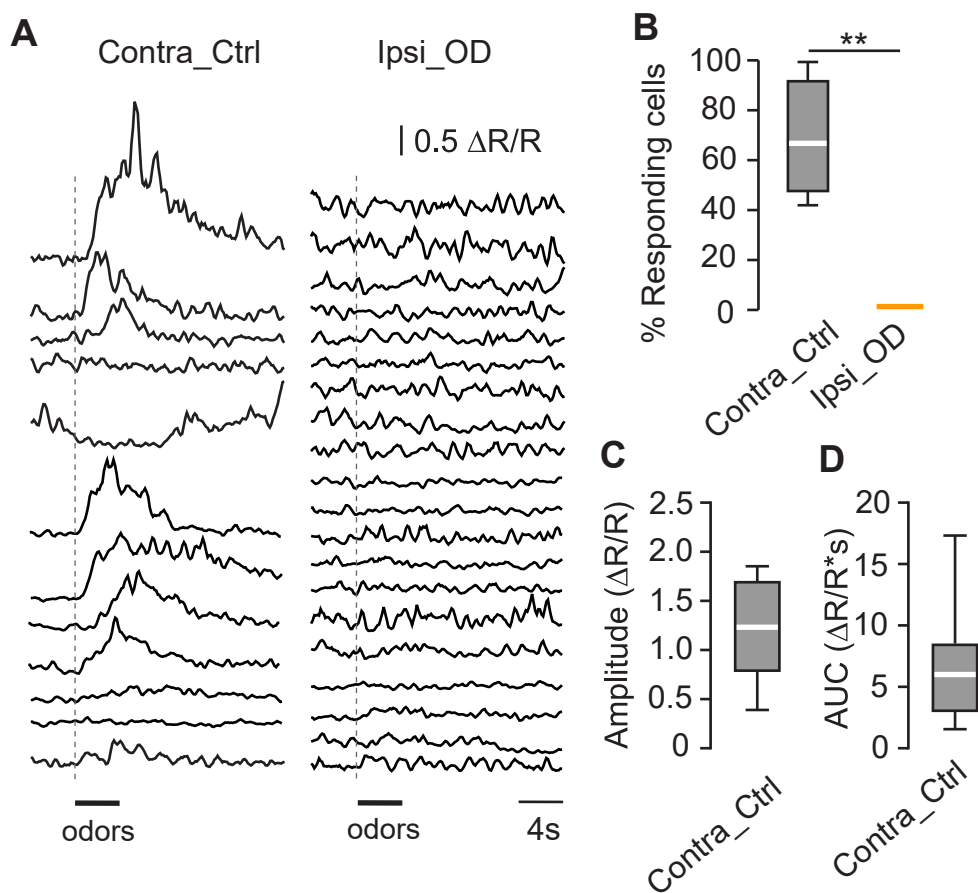 A
Contra_Ctrl
Ipsi_OD
0.5 ΔR/R
odors
odors
4s
B
**
% Responding cells
100
80
60
40
20
0
Contra_Ctrl
Ipsi_OD
C
Amplitude (ΔR/R)
2.5
2.0
1.5
1.0
0.5
0
Contra_Ctrl
D
AUC (ΔR/R*s)
20
15
10
5
0
Contra_Ctrl